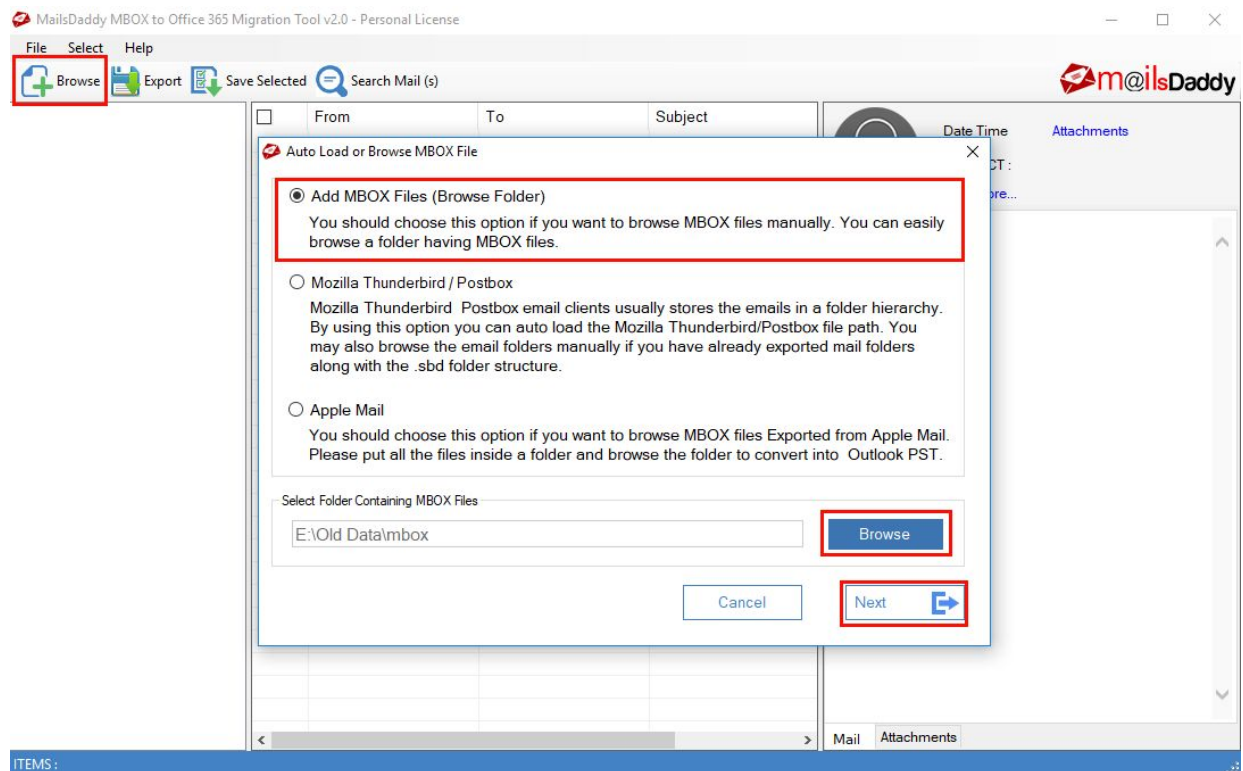 MailsDaddy MBOX to Office 365 Migration Tool v2.0 - Personal License
File Select Help
Browse Export Save Selected Search Mail (s)
m@ilsDaddy
From To Subject
Date Time Attachments
CT :
ore...
Auto Load or Browse MBOX File
Add MBOX Files (Browse Folder)
You should choose this option if you want to browse MBOX files manually. You can easily
browse a folder having MBOX files.
Mozilla Thunderbird / Postbox
Mozilla Thunderbird Postbox email clients usually stores the emails in a folder hierarchy.
By using this option you can auto load the Mozilla Thunderbird/Postbox file path. You
may also browse the email folders manually if you have already exported mail folders
along with the .sbd folder structure.
Apple Mail
You should choose this option if you want to browse MBOX files Exported from Apple Mail.
Please put all the files inside a folder and browse the folder to convert into Outlook PST.
Select Folder Containing MBOX Files
E:\Old Data\mbox
Browse
Cancel Next
Mail Attachments
ITEMS :